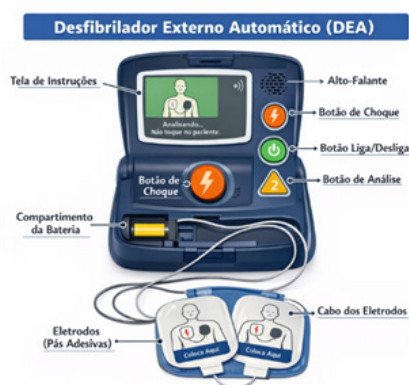 Desfibrilador Externo Automático (DEA)
Tela de Instruções
Analisando...
Não toque no paciente.
Alto-Falante
Botão de Choque
Botão Liga/Desliga
2
Botão de Análise
Botão de
Choque
Compartimento
da Bateria
Cabo dos Eletrodos
Eletrodos
(Pás Adesivas)
Coloca Aqui
Coloca Aqui